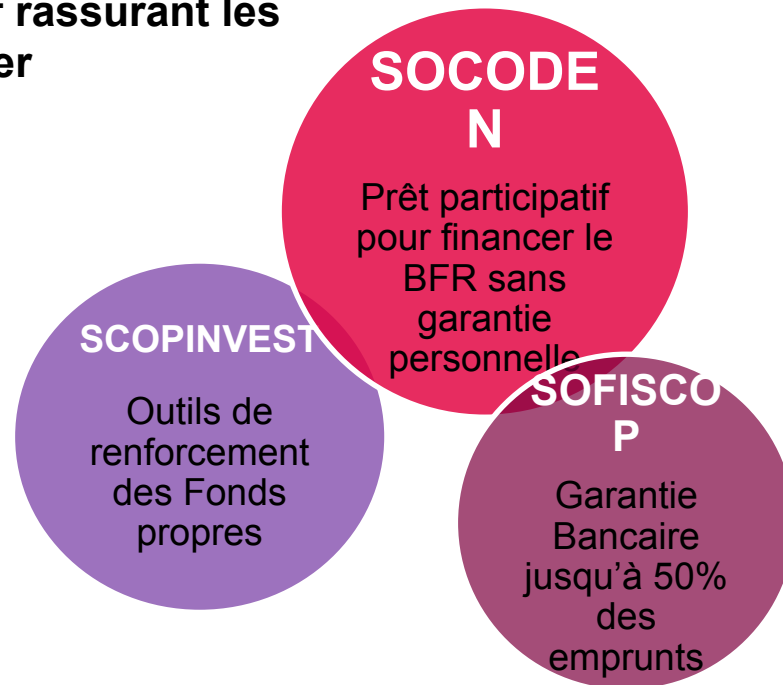 rassurant les
er
SOCODE
N
Prêt participatif
pour financer le
BFR sans
garantie
personnelle
SCOPINVEST
Outils de
renforcement
des Fonds
propres
SOFISCO
P
Garantie
Bancaire
jusqu’à 50%
des
emprunts